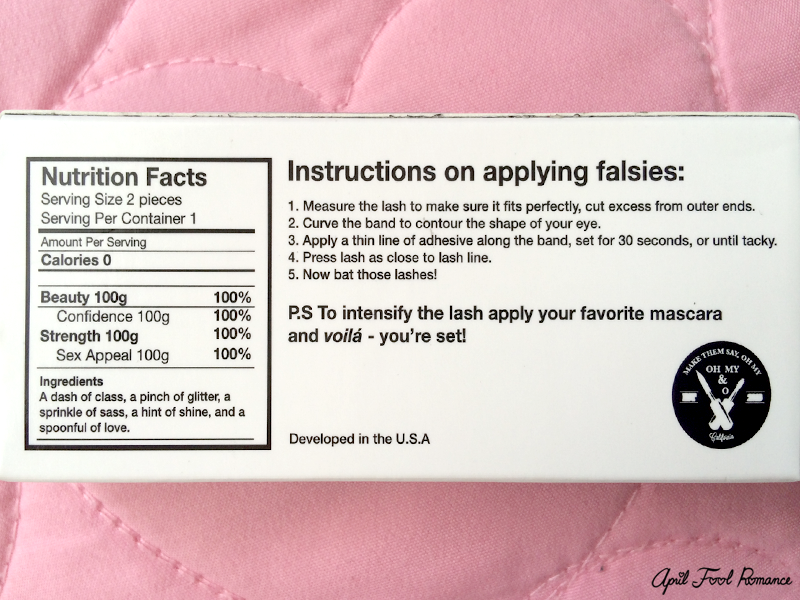 Nutrition Facts
Serving Size 2 pieces
Serving Per Container 1
Amount Per Serving
Calories 0
Beauty 100g 100%
Confidence 100g 100%
Strength 100g 100%
Sex Appeal 100g 100%
Ingredients
A dash of class, a pinch of glitter, a
sprinkle of sass, a hint of shine, and a
spoonful of love.
Instructions on applying falsies:
1. Measure the lash to make sure it fits perfectly, cut excess from outer ends.
2. Curve the band to contour the shape of your eye.
3. Apply a thin line of adhesive along the band, set for 30 seconds, or until tacky.
4. Press lash as close to lash line.
5. Now bat those lashes!
P.S To intensify the lash apply your favorite mascara
and voilá - you're set!
Developed in the U.S.A
MAKE THEM SAY, OH MY
OH MY
&
O
California
April Fool Romance